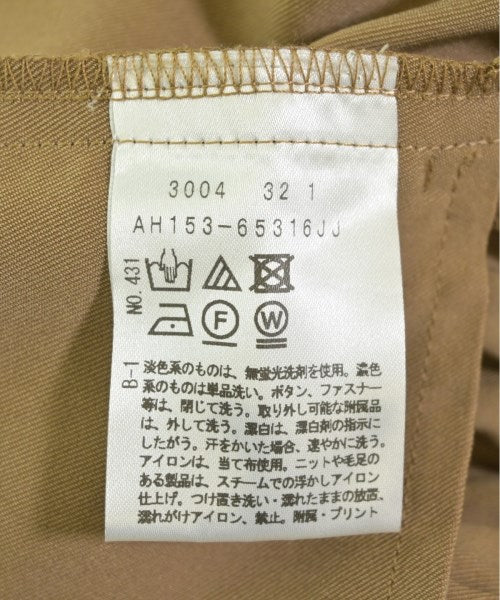 3004 32 1
AH153-65316JJ
NO.431
F
W
B-1
淡色系のものは、無蛍光洗剤を使用。濃色
系のものは単品洗い。ボタン、ファスナー
等は、閉じて洗う。取り外し可能な附属品
は、外して洗う。漂白は、漂白剤の指示に
したがう。汗をかいた場合、速やかに洗う。
アイロンは、当て布使用。ニットや毛足の
ある製品は、スチームでの浮かしアイロン
仕上げ。つけ置き洗い・濡れたままの放置、
濡れがけアイロン、禁止。附属・プリント